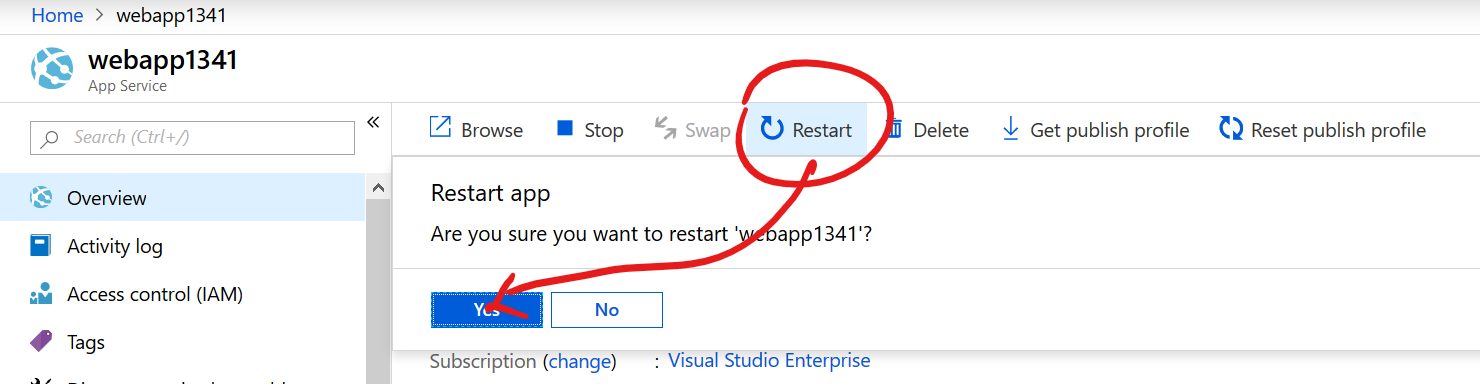 Home > webapp1341
webapp1341
App Service
Search (Ctrl+/)
«
Browse Stop Swap Restart Delete Get publish profile Reset publish profile
Overview
Activity log
Access control (IAM)
Tags
Restart app
Are you sure you want to restart 'webapp1341'?
Yes No
Subscription (change) : Visual Studio Enterprise